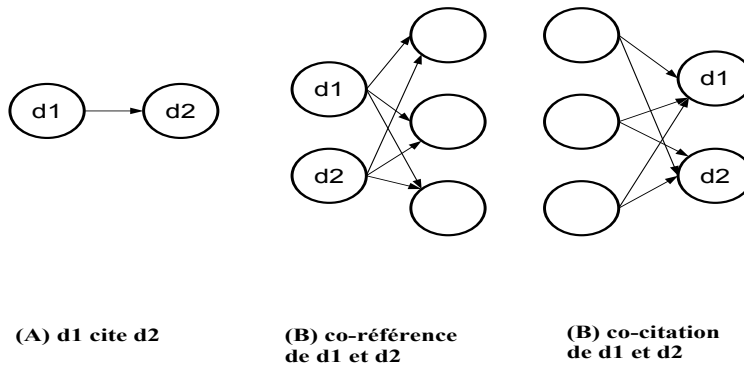 d1
d2
d1
d2
d1
d2
(A) d1 cite d2
(B) co-référence
de d1 et d2
(B) co-citation
de d1 et d2